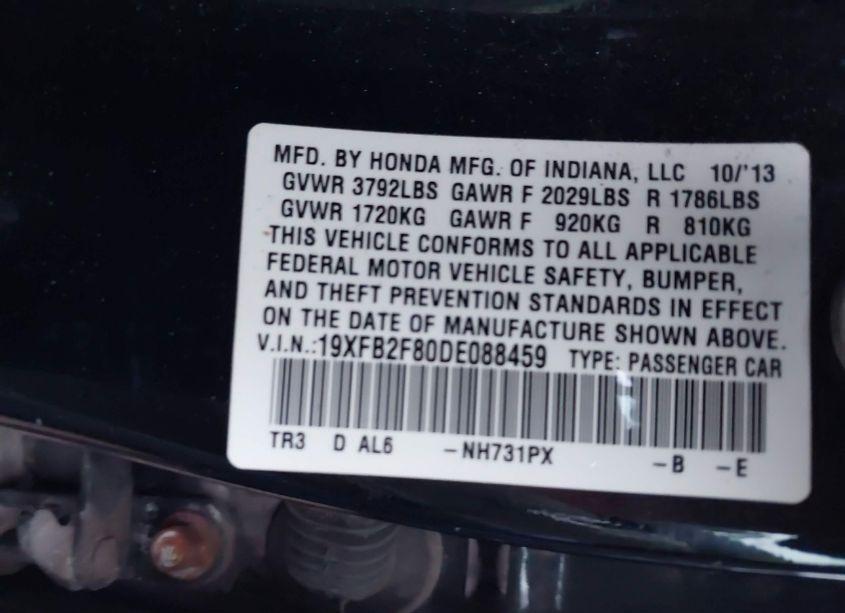 MFD. BY HONDA MFG. OF INDIANA, LLC 10/'13
GVWR 3792LBS GAWR F 2029LBS R 1786LBS
GVWR 1720KG GAWR F 920KG R 810KG
THIS VEHICLE CONFORMS TO ALL APPLICABLE
FEDERAL MOTOR VEHICLE SAFETY, BUMPER,
AND THEFT PREVENTION STANDARDS IN EFFECT
ON THE DATE OF MANUFACTURE SHOWN ABOVE.
V.I.N.:19XFB2F80DE088459 TYPE: PASSENGER CAR
TR3 D AL6 -NH731PX -B -E